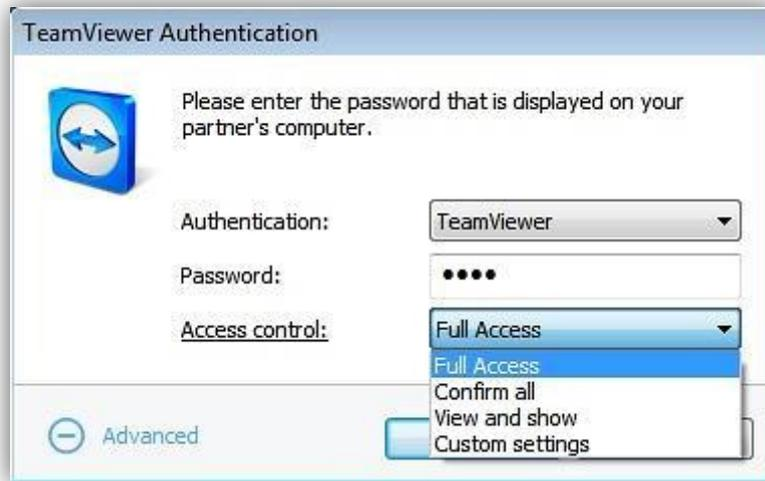 TeamViewer Authentication
Please enter the password that is displayed on your
partner's computer.
Authentication: TeamViewer
Password: ••••
Access control: Full Access
Full Access
Confirm all
View and show
Custom settings
Advanced